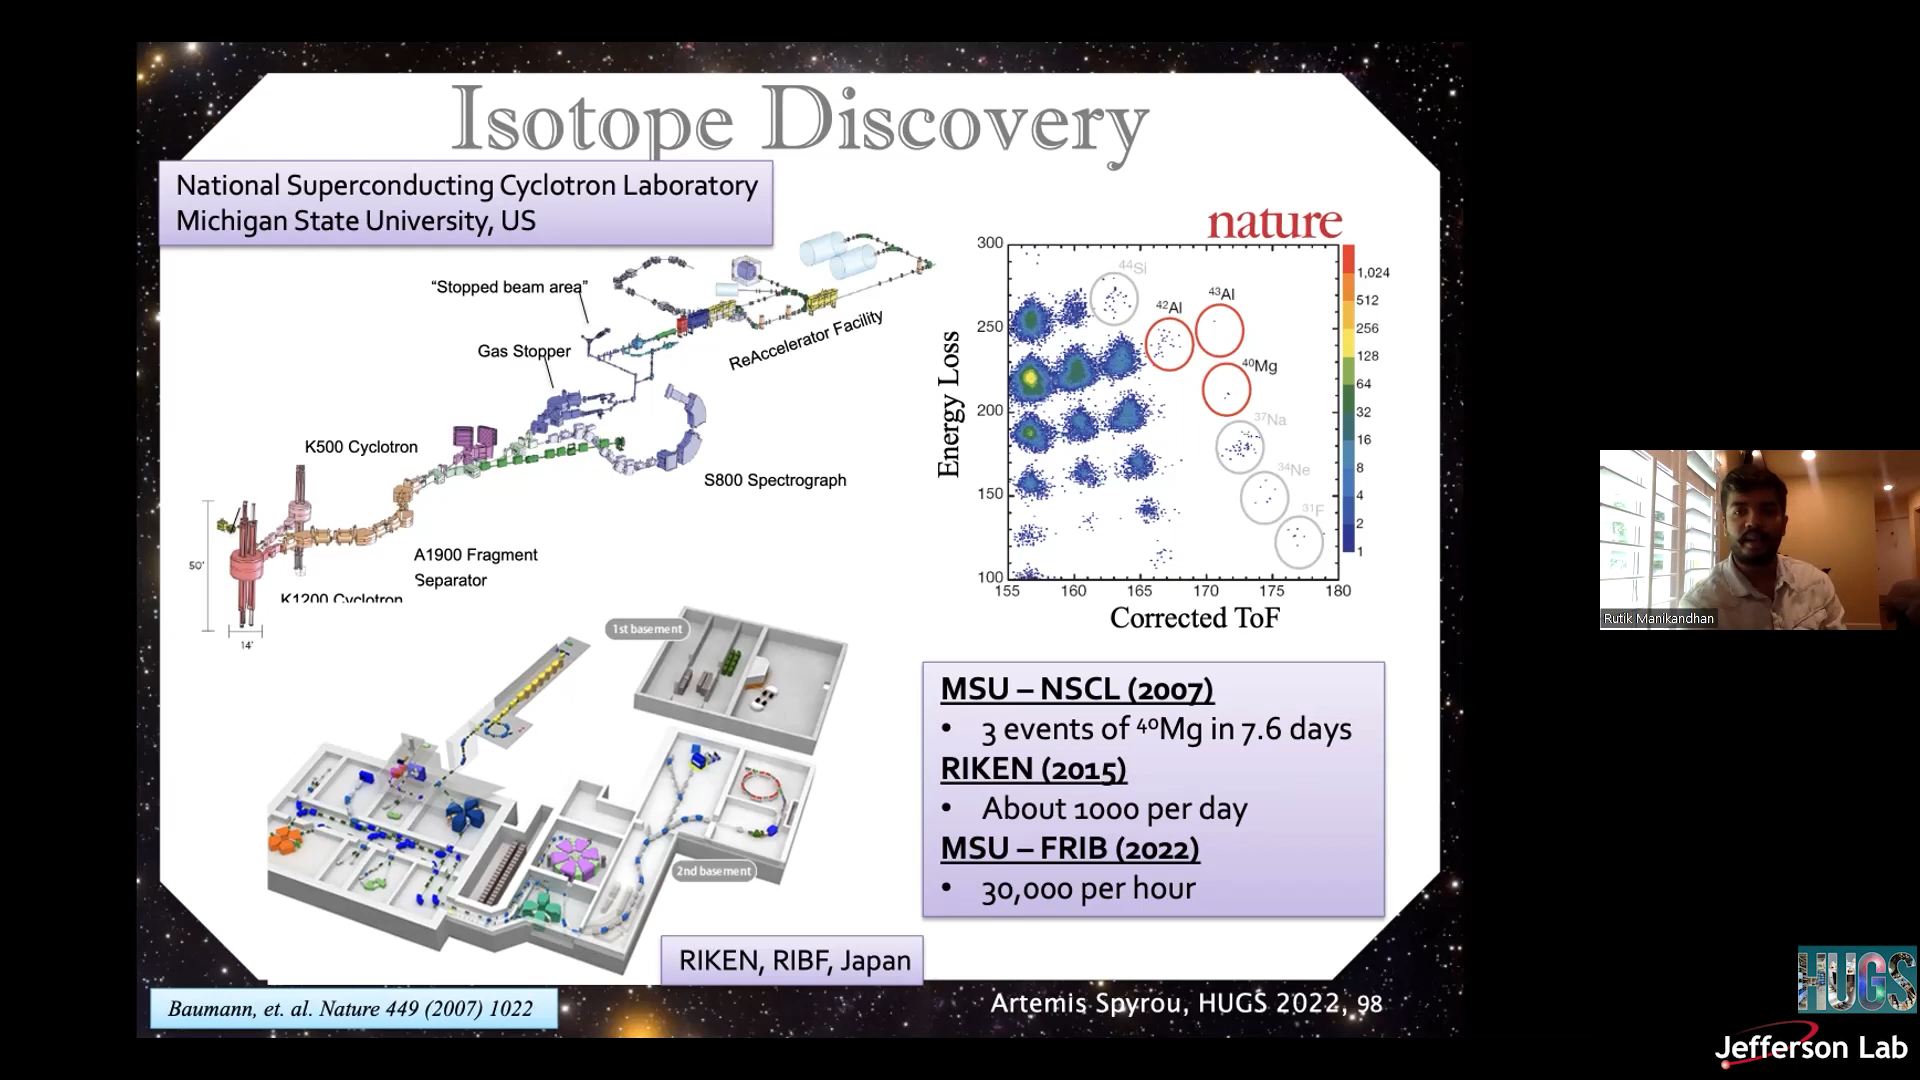 Isotope Discovery
National Superconducting Cyclotron Laboratory
Michigan State University, US
"Stopped beam area"
Gas Stopper
ReAccelerator Facility
K500 Cyclotron
S800 Spectrograph
A1900 Fragment
Separator
K1200 Cyclotron
50'
14'
nature
Energy Loss
300
250
200
150
100
155 160 165 170 175 180
Corrected ToF
⁴⁴Si
⁴²Al
⁴³Al
⁴⁰Mg
³⁷Na
³⁴Ne
³¹F
1,024
512
256
128
64
32
16
8
4
2
1
1st basement
2nd basement
RIKEN, RIBF, Japan
MSU – NSCL (2007)
• 3 events of ⁴⁰Mg in 7.6 days
RIKEN (2015)
• About 1000 per day
MSU – FRIB (2022)
• 30,000 per hour
Baumann, et. al. Nature 449 (2007) 1022
Artemis Spyrou, HUGS 2022, 98
Rutik Manikandhan
HUGS
Jefferson Lab